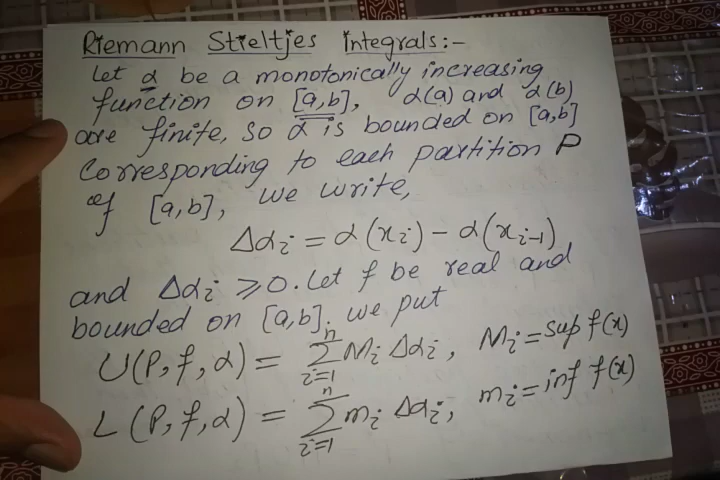 Riemann Stieltjes Integrals:-
Let α be a monotonically increasing
function on [a,b], α(a) and α(b)
are finite, so α is bounded on [a,b]
Corresponding to each partition P
of [a,b], we write,
Δαi = α(xi) - α(xi-1)
and Δαi ⩾ 0. Let f be real and
bounded on [a,b]. we put
U(P,f,α) = n∑i=1 Mi Δαi, Mi = sup f(x)
L(P,f,α) = n∑i=1 mi Δαi, mi = inf f(x)